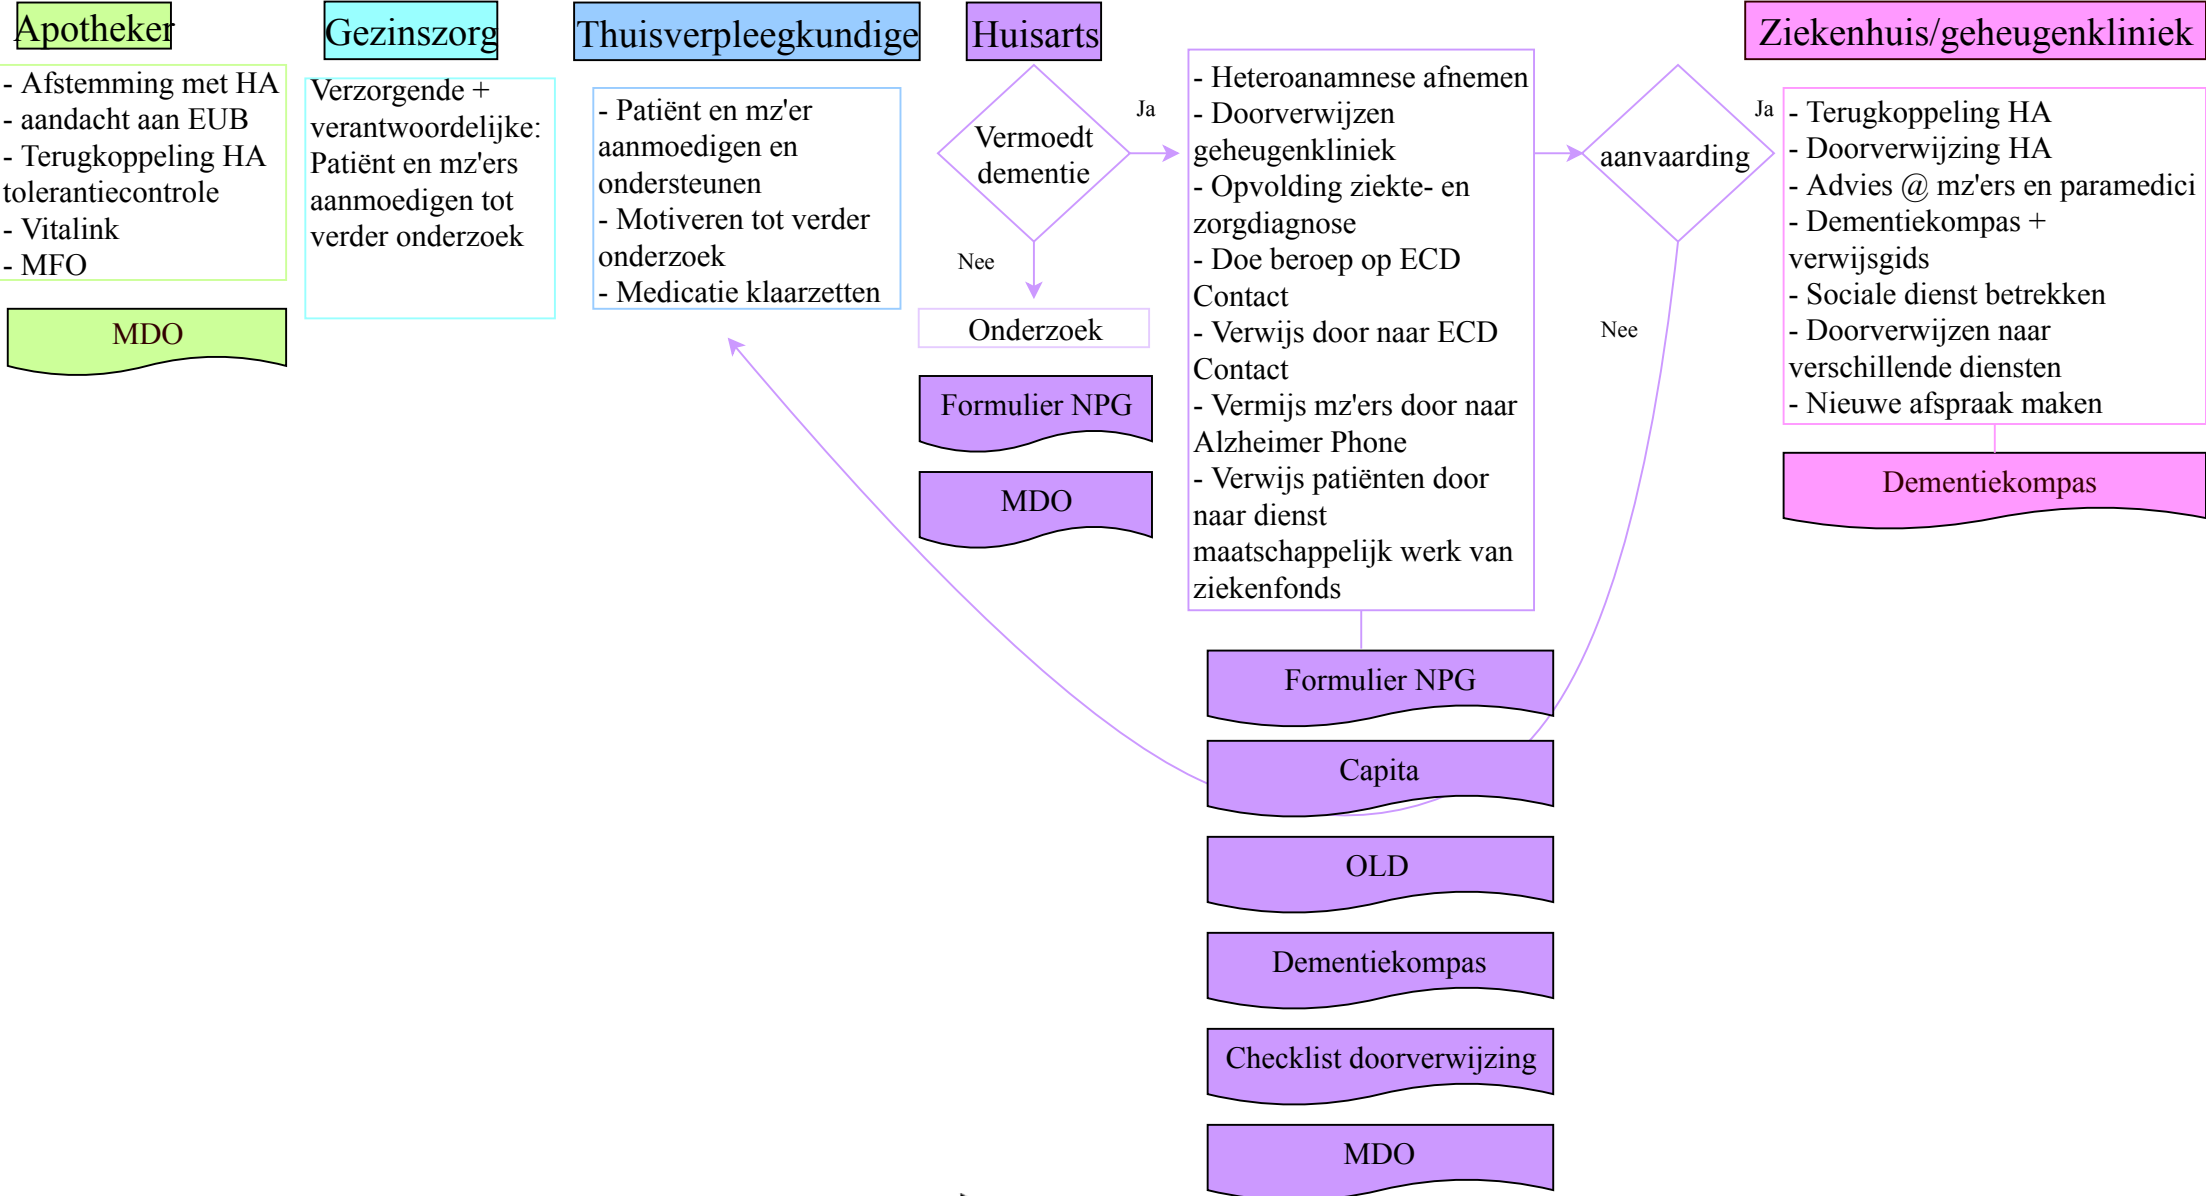 Apotheker
- Afstemming met HA
- aandacht aan EUB
- Terugkoppeling HA
tolerantiecontrole
- Vitalink
- MFO
MDO
Gezinszorg
Verzorgende +
verantwoordelijke:
Patiënt en mz'ers
aanmoedigen tot
verder onderzoek
Thuisverpleegkundige
- Patiënt en mz'er
aanmoedigen en
ondersteunen
- Motiveren tot verder
onderzoek
- Medicatie klaarzetten
Huisarts
Vermoedt
dementie
Ja
Nee
Onderzoek
Formulier NPG
MDO
- Heteroanamnese afnemen
- Doorverwijzen
geheugenkliniek
- Opvolding ziekte- en
zorgdiagnose
- Doe beroep op ECD
Contact
- Verwijs door naar ECD
Contact
- Vermijs mz'ers door naar
Alzheimer Phone
- Verwijs patiënten door
naar dienst
maatschappelijk werk van
ziekenfonds
Formulier NPG
Capita
OLD
Dementiekompas
Checklist doorverwijzing
MDO
aanvaarding
Ja
Nee
Ziekenhuis/geheugenkliniek
- Terugkoppeling HA
- Doorverwijzing HA
- Advies @ mz'ers en paramedici
- Dementiekompas +
verwijsgids
- Sociale dienst betrekken
- Doorverwijzen naar
verschillende diensten
- Nieuwe afspraak maken
Dementiekompas